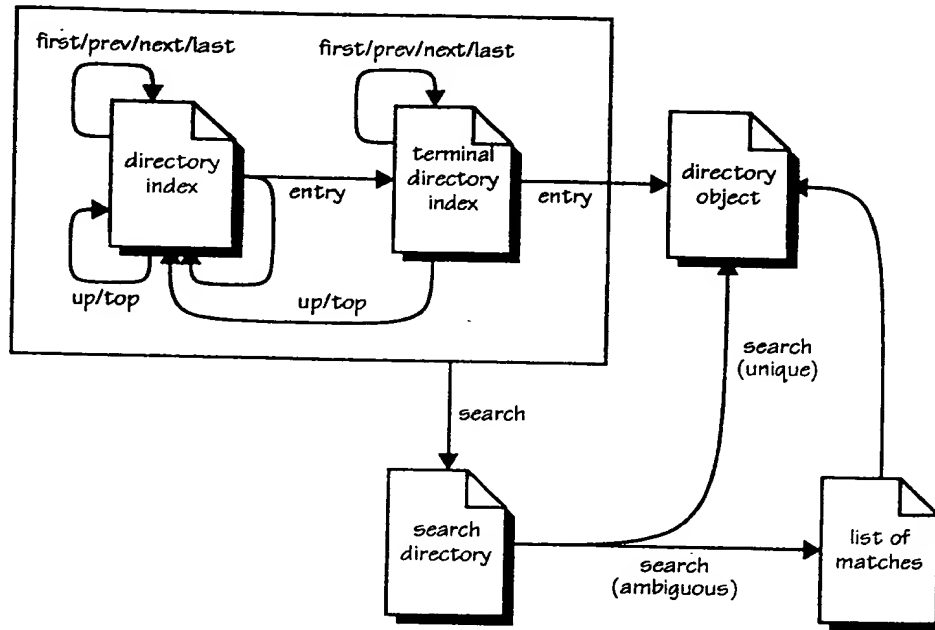 first/prev/next/last
first/prev/next/last
directory
index
terminal
directory
index
directory
object
entry
entry
up/top
up/top
search
(unique)
search
search
directory
list of
matches
search
(ambiguous)